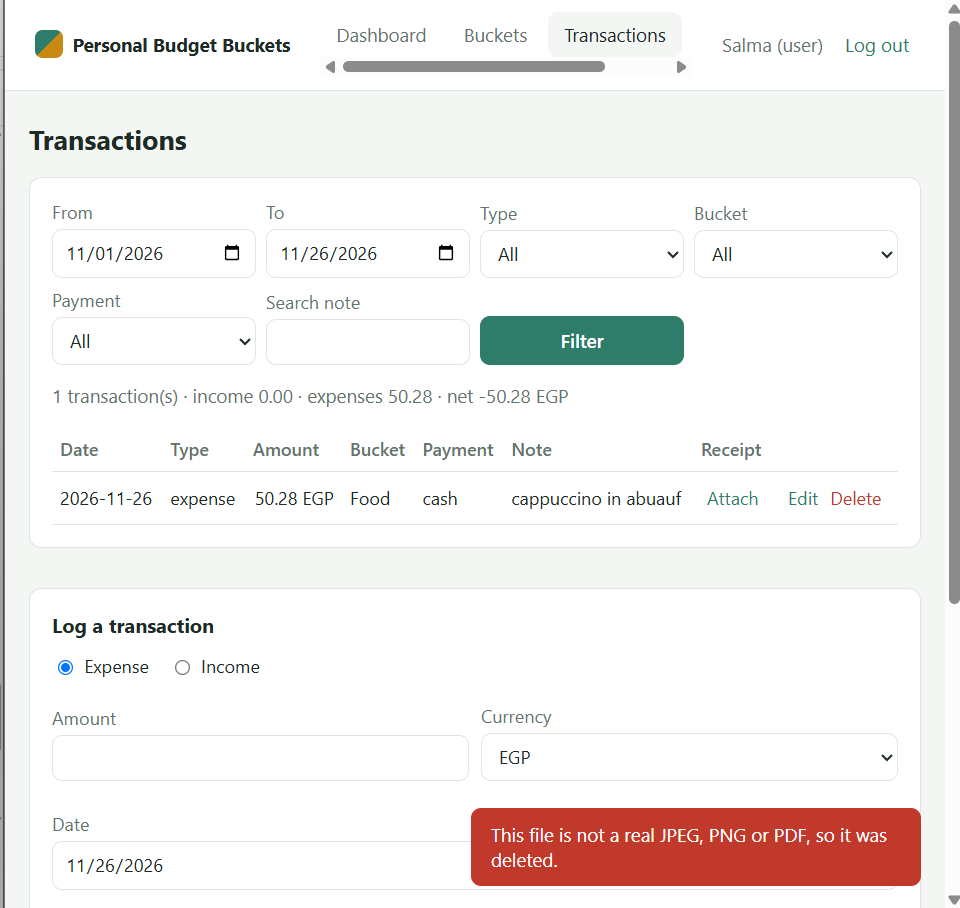 Personal Budget Buckets
Dashboard Buckets Transactions
Salma (user) Log out
Transactions
From To Type Bucket
11/01/2026 11/26/2026 All All
Payment Search note
All Filter
1 transaction(s) · income 0.00 · expenses 50.28 · net -50.28 EGP
Date Type Amount Bucket Payment Note Receipt
2026-11-26 expense 50.28 EGP Food cash cappuccino in abuauf Attach Edit Delete
Log a transaction
Expense Income
Amount Currency
EGP
Date
11/26/2026
This file is not a real JPEG, PNG or PDF, so it was
deleted.